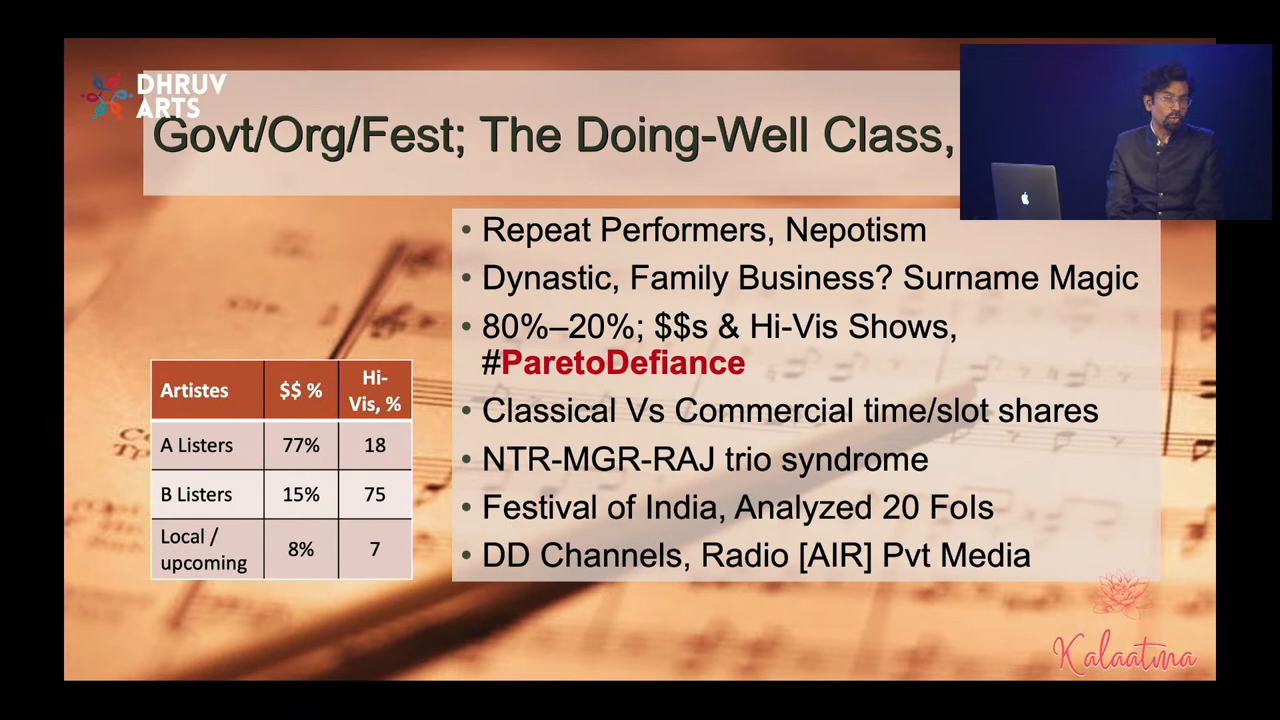 DHRUV
ARTS
Govt/Org/Fest; The Doing-Well Class,
• Repeat Performers, Nepotism
• Dynastic, Family Business? Surname Magic
• 80%–20%; $$s & Hi-Vis Shows,
#ParetoDefiance
• Classical Vs Commercial time/slot shares
• NTR-MGR-RAJ trio syndrome
• Festival of India, Analyzed 20 FoIs
• DD Channels, Radio [AIR] Pvt Media
Artistes $$ % Hi-
Vis, %
A Listers 77% 18
B Listers 15% 75
Local /
upcoming 8% 7
Kalaatma